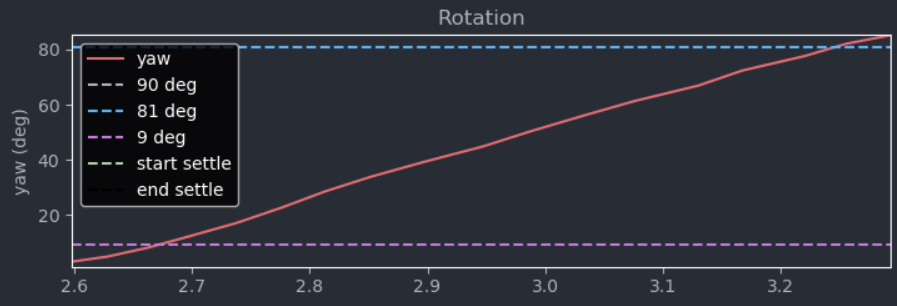 Rotation
80
60
40
20
yaw (deg)
yaw
90 deg
81 deg
9 deg
start settle
end settle
2.6 2.7 2.8 2.9 3.0 3.1 3.2